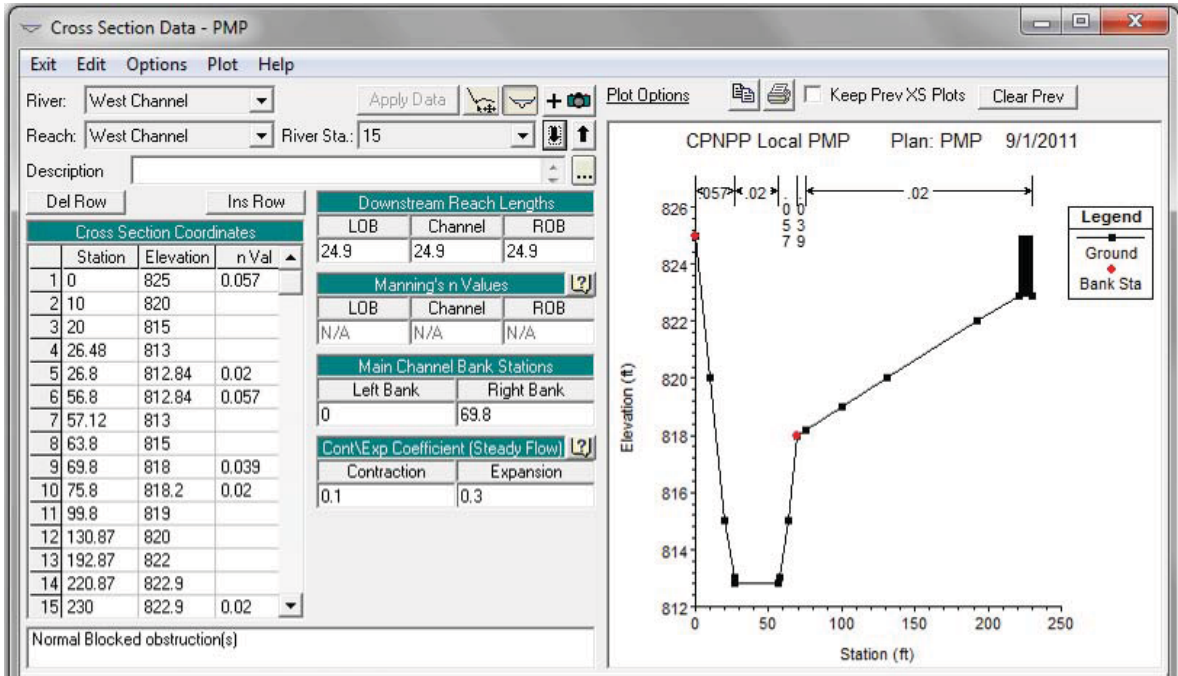 Cross Section Data - PMP
Exit Edit Options Plot Help
River: West Channel
Apply Data
+
Plot Options
Keep Prev XS Plots
Clear Prev
Reach: West Channel
River Sta.: 15
Description
...
Del Row
Ins Row
Cross Section Coordinates
Station Elevation n Val
1 0 825 0.057
2 10 820
3 20 815
4 26.48 813
5 26.8 812.84 0.02
6 56.8 812.84 0.057
7 57.12 813
8 63.8 815
9 69.8 818 0.039
10 75.8 818.2 0.02
11 99.8 819
12 130.87 820
13 192.87 822
14 220.87 822.9
15 230 822.9 0.02
Downstream Reach Lengths
LOB Channel ROB
24.9 24.9 24.9
Manning's n Values
LOB Channel ROB
N/A N/A N/A
Main Channel Bank Stations
Left Bank Right Bank
0 69.8
Cont\Exp Coefficient (Steady Flow)
Contraction Expansion
0.1 0.3
Normal Blocked obstruction(s)
CPNPP Local PMP Plan: PMP 9/1/2011
.057 .02 .057 .039 .02
826
824
822
820
818
816
814
812
Elevation (ft)
0 50 100 150 200 250
Station (ft)
Legend
Ground
Bank Sta